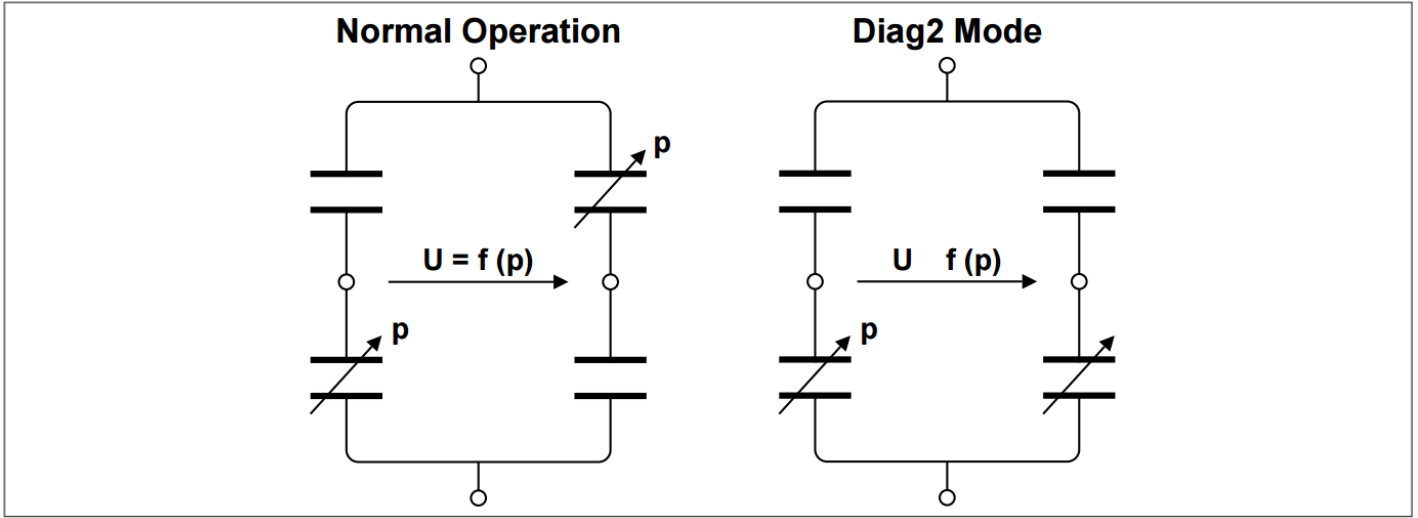 Normal Operation
Diag2 Mode
p
U = f (p)
U f (p)
p
p